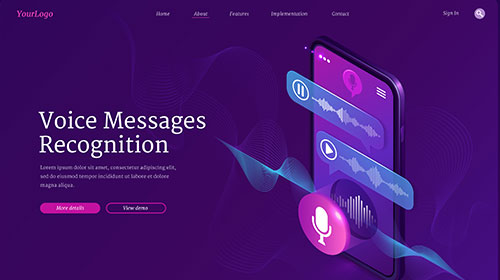 YourLogo
Home
About
Features
Implementation
Contact
Sign In
Voice Messages
Recognition
Lorem ipsum dolor sit amet, consectetur adipiscing elit,
sed do eiusmod tempor incididunt ut labore et dolore
magna aliqua.
More details
View demo